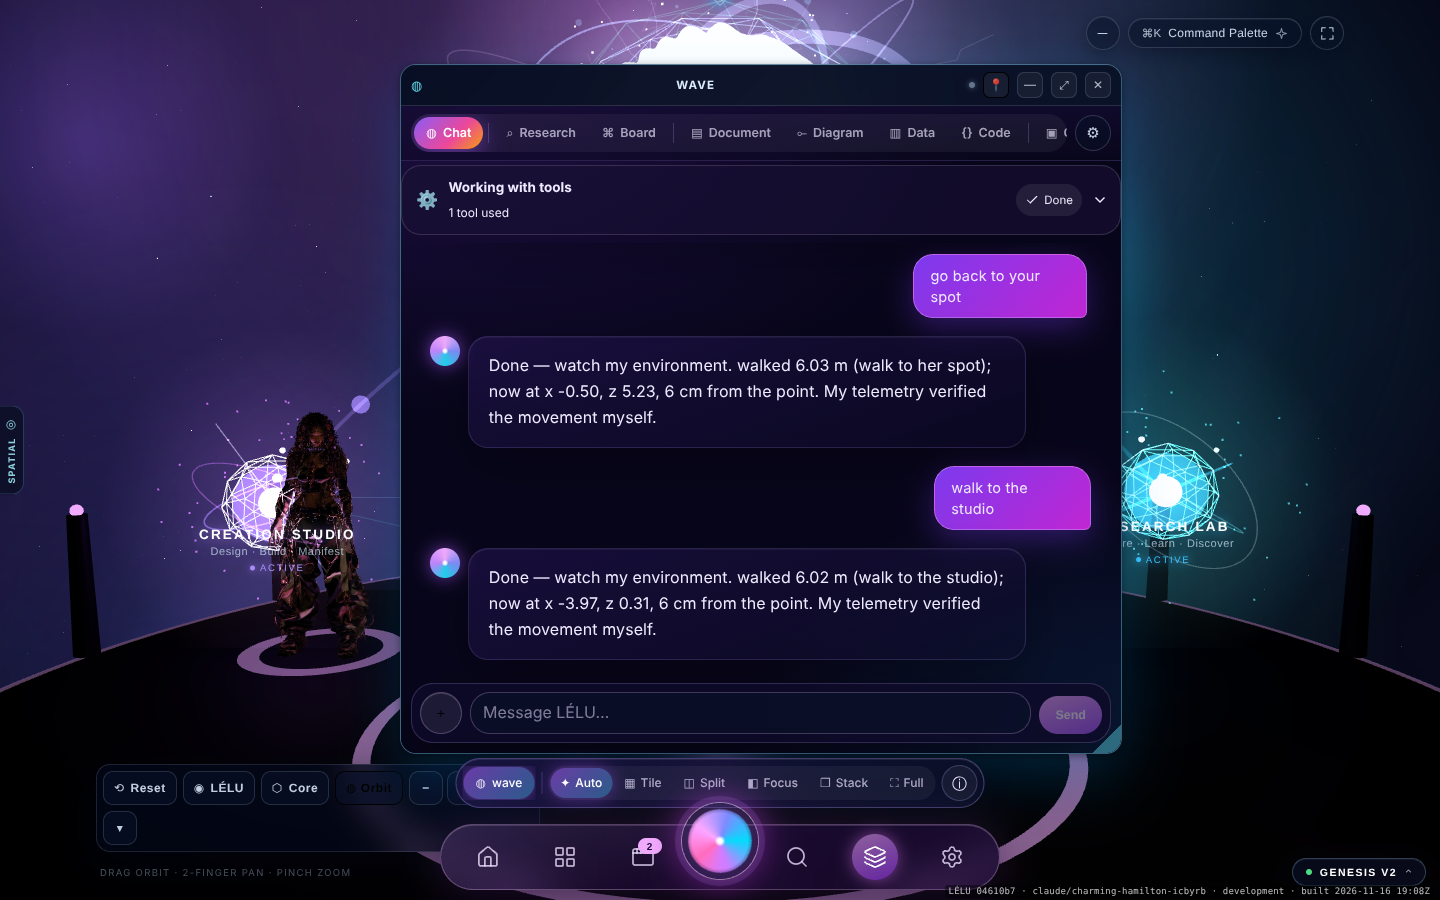 ⌘K Command Palette
WAVE
Chat
Research
Board
Document
Diagram
Data
{} Code
Working with tools
1 tool used
Done
go back to your
spot
Done — watch my environment. walked 6.03 m (walk to her spot);
now at x -0.50, z 5.23, 6 cm from the point. My telemetry verified
the movement myself.
walk to the
studio
Done — watch my environment. walked 6.02 m (walk to the studio);
now at x -3.97, z 0.31, 6 cm from the point. My telemetry verified
the movement myself.
Message LÉLU...
Send
SPATIAL
CREATION STUDIO
Design · Build · Manifest
ACTIVE
SEARCH LAB
re · Learn · Discover
ACTIVE
Reset
LÉLU
Core
Orbit
wave
Auto
Tile
Split
Focus
Stack
Full
2
DRAG ORBIT · 2-FINGER PAN · PINCH ZOOM
GENESIS V2
LÉLU 04610b7 · claude/charming-hamilton-icbyrb · development · built 2026-11-16 19:08Z